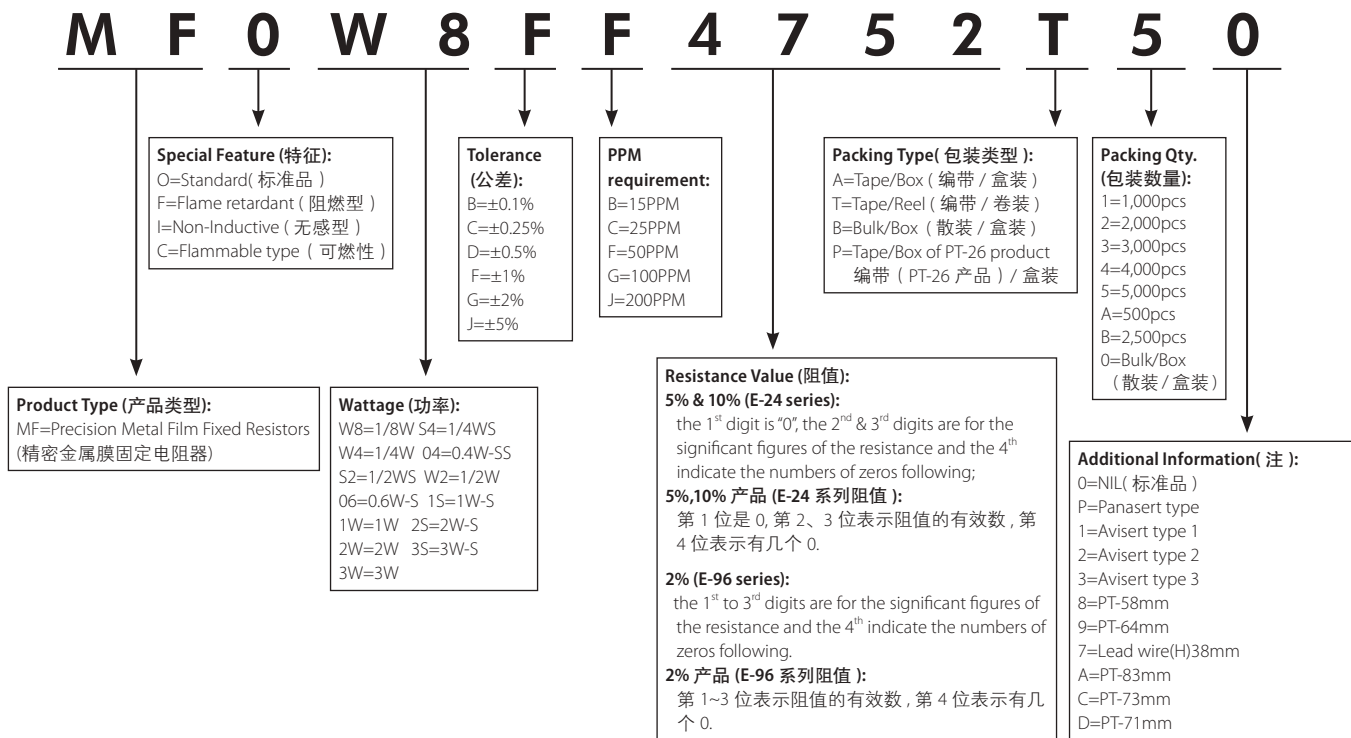 M F 0 W 8 F F 4 7 5 2 T 5 0
Special Feature (特征):
O=Standard( 标准品 )
F=Flame retardant ( 阻燃型 )
I=Non-Inductive ( 无感型 )
C=Flammable type ( 可燃性 )
Tolerance
(公差):
B=±0.1%
C=±0.25%
D=±0.5%
F=±1%
G=±2%
J=±5%
PPM
requirement:
B=15PPM
C=25PPM
F=50PPM
G=100PPM
J=200PPM
Packing Type( 包装类型 ):
A=Tape/Box ( 编带 / 盒装 )
T=Tape/Reel ( 编带 / 卷装 )
B=Bulk/Box ( 散装 / 盒装 )
P=Tape/Box of PT-26 product
编带 ( PT-26 产品 ) / 盒装
Packing Qty.
(包装数量):
1=1,000pcs
2=2,000pcs
3=3,000pcs
4=4,000pcs
5=5,000pcs
A=500pcs
B=2,500pcs
0=Bulk/Box
( 散装 / 盒装 )
Product Type (产品类型):
MF=Precision Metal Film Fixed Resistors
(精密金属膜固定电阻器)
Wattage (功率):
W8=1/8W S4=1/4WS
W4=1/4W 04=0.4W-SS
S2=1/2WS W2=1/2W
06=0.6W-S 1S=1W-S
1W=1W 2S=2W-S
2W=2W 3S=3W-S
3W=3W
Resistance Value (阻值):
5% & 10% (E-24 series):
the 1st digit is "0", the 2nd & 3rd digits are for the
significant figures of the resistance and the 4th
indicate the numbers of zeros following;
5%,10% 产品 (E-24 系列阻值 ):
第 1 位是 0, 第 2、3 位表示阻值的有效数 , 第
4 位表示有几个 0.
2% (E-96 series):
the 1st to 3rd digits are for the significant figures of
the resistance and the 4th indicate the numbers of
zeros following.
2% 产品 (E-96 系列阻值 ):
第 1~3 位表示阻值的有效数 , 第 4 位表示有几
个 0.
Additional Information( 注 ):
0=NIL( 标准品 )
P=Panasert type
1=Avisert type 1
2=Avisert type 2
3=Avisert type 3
8=PT-58mm
9=PT-64mm
7=Lead wire(H)38mm
A=PT-83mm
C=PT-73mm
D=PT-71mm